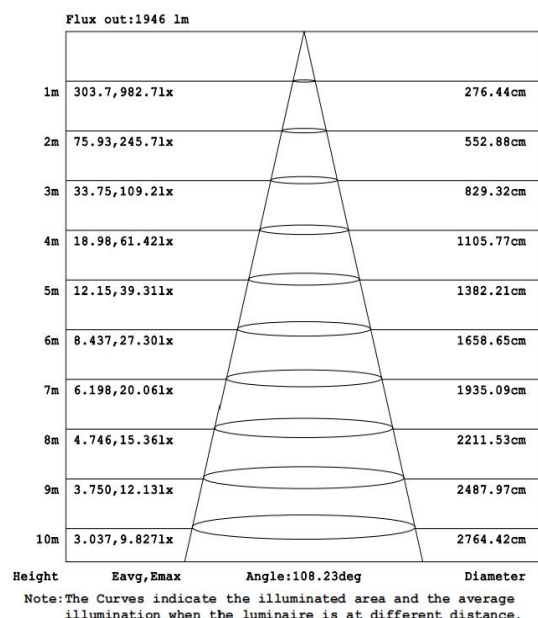 Flux out:1946 lm
1m 303.7,982.7lx 276.44cm
2m 75.93,245.7lx 552.88cm
3m 33.75,109.2lx 829.32cm
4m 18.98,61.42lx 1105.77cm
5m 12.15,39.31lx 1382.21cm
6m 8.437,27.30lx 1658.65cm
7m 6.198,20.06lx 1935.09cm
8m 4.746,15.36lx 2211.53cm
9m 3.750,12.13lx 2487.97cm
10m 3.037,9.827lx 2764.42cm
Height Eavg,Emax Angle:108.23deg Diameter
Note:The Curves indicate the illuminated area and the average
illumination when the luminaire is at different distance.